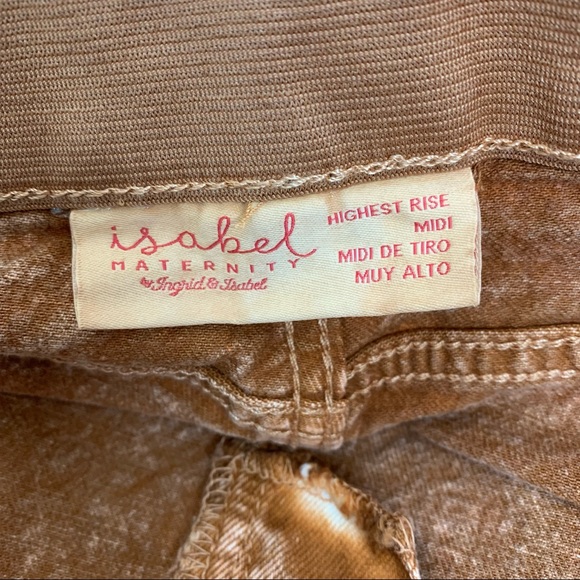 isabel
MATERNITY
by Ingrid & Isabel
HIGHEST RISE
MIDI
MIDI DE TIRO
MUY ALTO